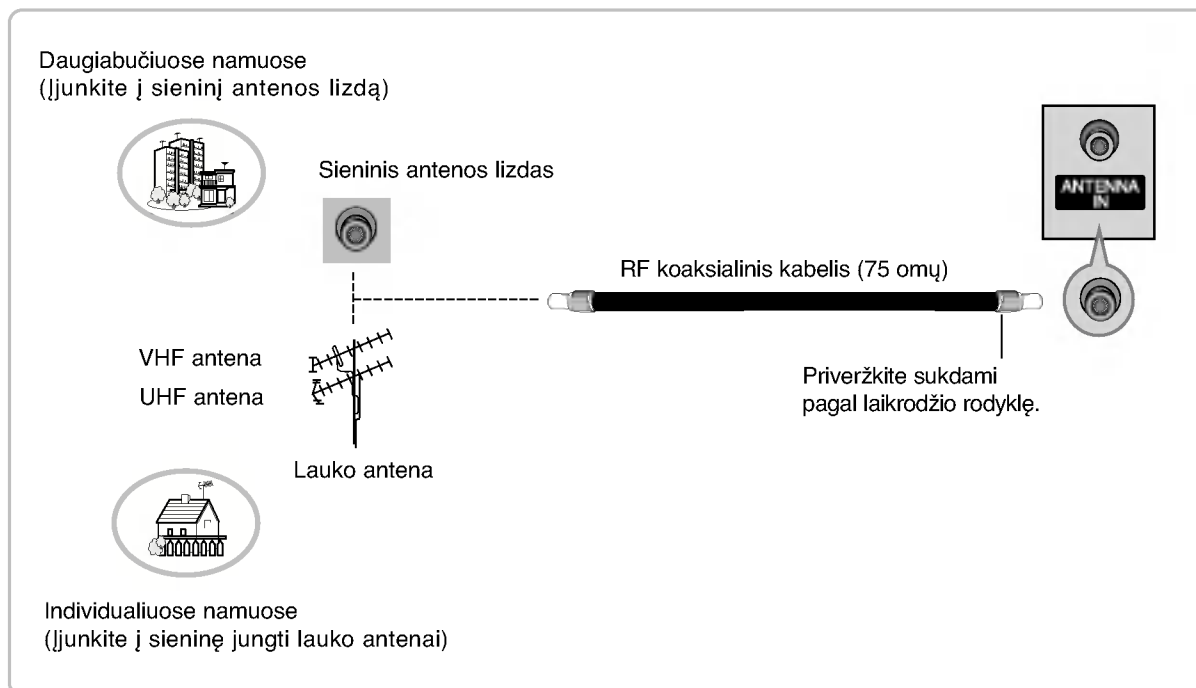 Daugiabučiuose namuose
(Įjunkite į sieninį antenos lizdą)
Sieninis antenos lizdas
ANTENNA
IN
RF koaksialinis kabelis (75 omų)
VHF antena
UHF antena
Priveržkite sukdami
pagal laikrodžio rodyklę.
Lauko antena
Individualiuose namuose
(Įjunkite į sieninę jungti lauko antenai)